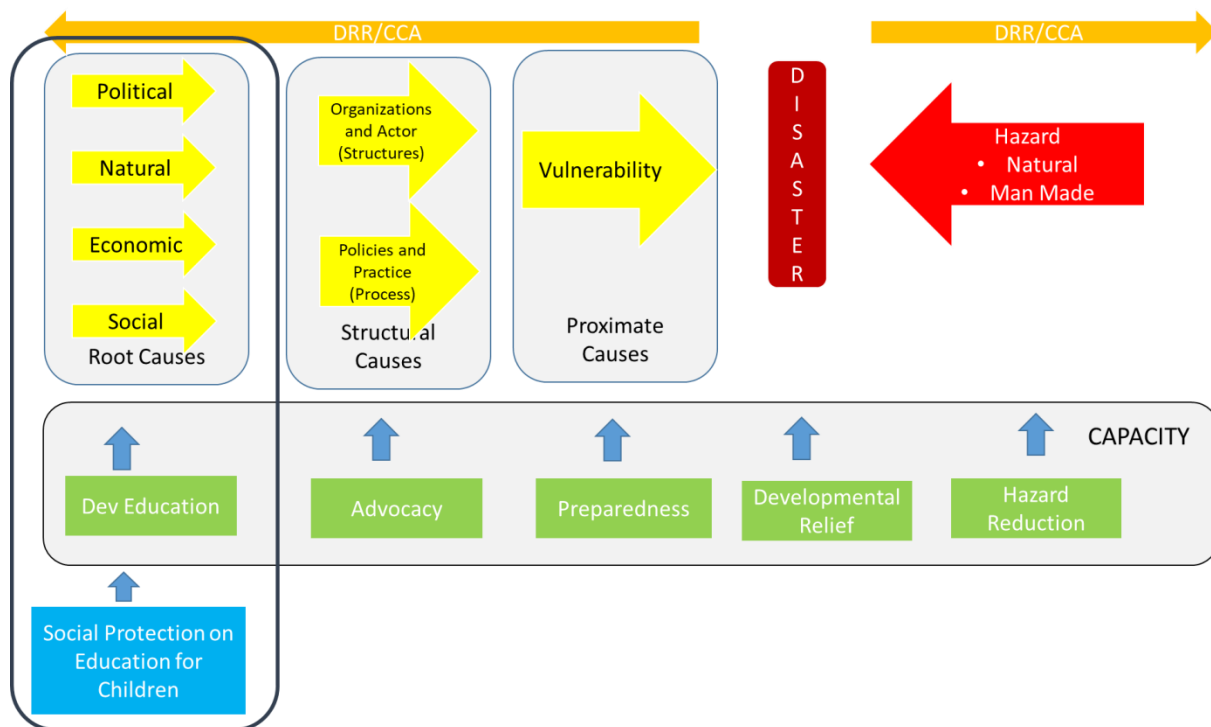 DRR/CCA
DRR/CCA
Political
Natural
Economic
Social
Root Causes
Organizations
and Actor
(Structures)
Policies and
Practice
(Process)
Structural
Causes
Vulnerability
Proximate
Causes
D
I
S
A
S
T
E
R
Hazard
• Natural
• Man Made
CAPACITY
Dev Education
Advocacy
Preparedness
Developmental
Relief
Hazard
Reduction
Social Protection on
Education for
Children